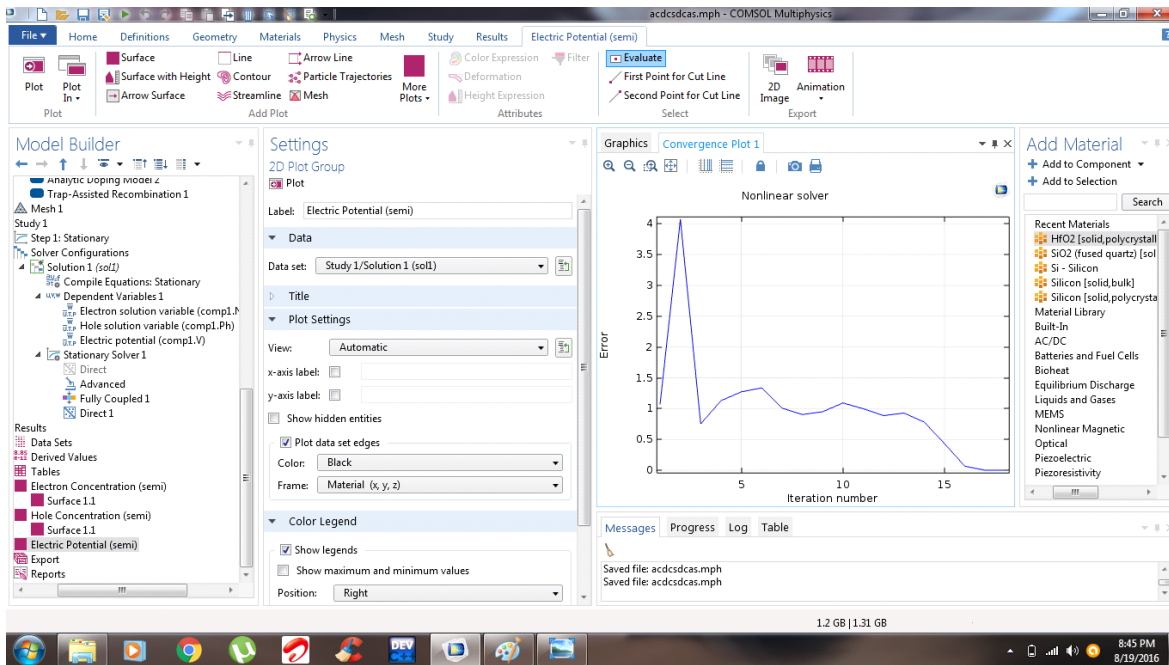 acdcsdcas.mph - COMSOL Multiphysics
File Home Definitions Geometry Materials Physics Mesh Study Results Electric Potential (semi)
Plot
Plot In
Surface
Surface with Height
Arrow Surface
Line
Contour
Streamline
Arrow Line
Particle Trajectories
Mesh
More Plots
Color Expression
Filter
Deformation
Height Expression
Evaluate
First Point for Cut Line
Second Point for Cut Line
2D Image
Animation
Plot
Add Plot
Attributes
Select
Export
Model Builder
Analytic Doping Model 2
Trap-Assisted Recombination 1
Mesh 1
Study 1
Step 1: Stationary
Solver Configurations
Solution 1 (sol1)
Compile Equations: Stationary
Dependent Variables 1
Electron solution variable (comp1.N
Hole solution variable (comp1.Ph)
Electric potential (comp1.V)
Stationary Solver 1
Direct
Advanced
Fully Coupled 1
Direct 1
Results
Data Sets
Derived Values
Tables
Electron Concentration (semi)
Surface 1.1
Hole Concentration (semi)
Surface 1.1
Electric Potential (semi)
Export
Reports
Settings
2D Plot Group
Plot
Label: Electric Potential (semi)
Data
Data set: Study 1/Solution 1 (sol1)
Title
Plot Settings
View: Automatic
x-axis label:
y-axis label:
Show hidden entities
Plot data set edges
Color: Black
Frame: Material (x, y, z)
Color Legend
Show legends
Show maximum and minimum values
Position: Right
Graphics Convergence Plot 1
Nonlinear solver
4
3.5
3
2.5
2
1.5
1
0.5
0
Error
5 10 15
Iteration number
Messages Progress Log Table
Saved file: acdcsdcas.mph
Saved file: acdcsdcas.mph
Add Material
Add to Component
Add to Selection
Search
Recent Materials
HfO2 [solid,polycrystall
SiO2 (fused quartz) [sol
Si - Silicon
Silicon [solid,bulk]
Silicon [solid,polycrysta
Material Library
Built-In
AC/DC
Batteries and Fuel Cells
Bioheat
Equilibrium Discharge
Liquids and Gases
MEMS
Nonlinear Magnetic
Optical
Piezoelectric
Piezoresistivity
1.2 GB | 1.31 GB
DEV
8:45 PM
8/19/2016